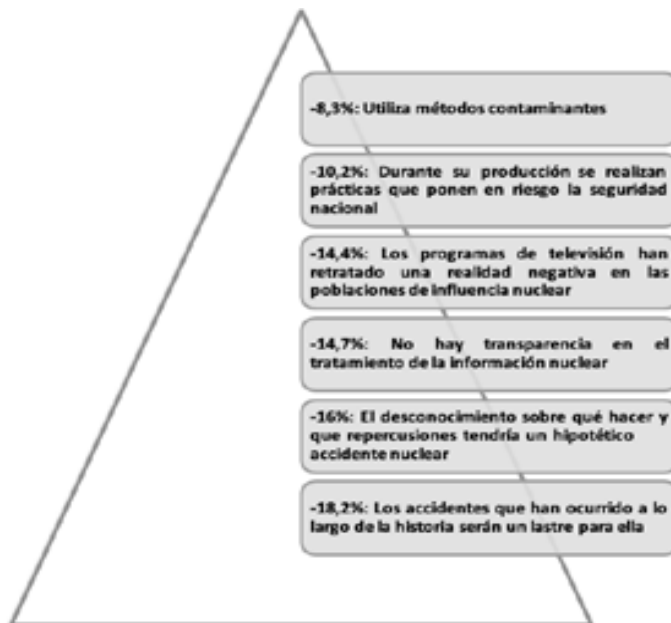 -8,3%: Utiliza métodos contaminantes
-10,2%: Durante su producción se realizan
prácticas que ponen en riesgo la seguridad
nacional
-14,4%: Los programas de televisión han
retratado una realidad negativa en las
poblaciones de influencia nuclear
-14,7%: No hay transparencia en el
tratamiento de la información nuclear
-16%: El desconocimiento sobre qué hacer y
que repercusiones tendría un hipotético
accidente nuclear
-18,2%: Los accidentes que han ocurrido a lo
largo de la historia serán un lastre para ella